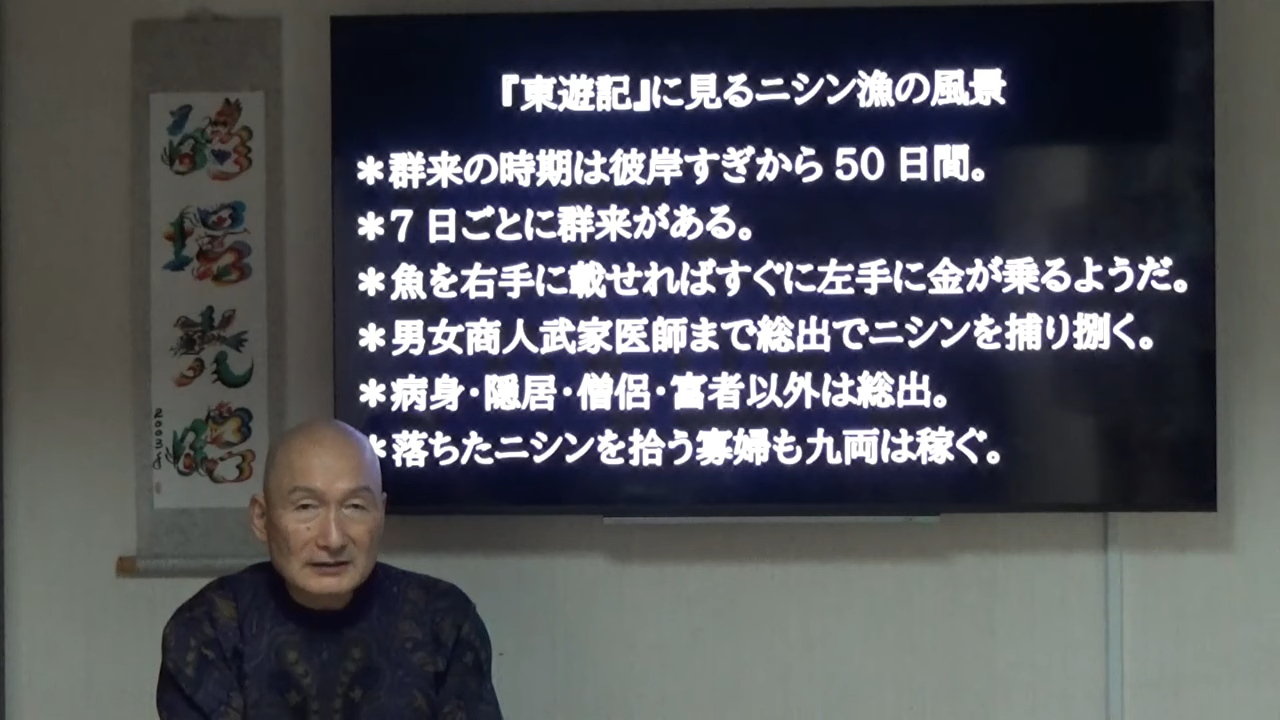 『東遊記』に見るニシン漁の風景
＊群来の時期は彼岸すぎから 50 日間。
＊7 日ごとに群来がある。
＊魚を右手に載せればすぐに左手に金が乗るようだ。
＊男女商人武家医師まで総出でニシンを捕り捌く。
＊病身・隠居・僧侶・富者以外は総出。
＊落ちたニシンを拾う寡婦も九両は稼ぐ。